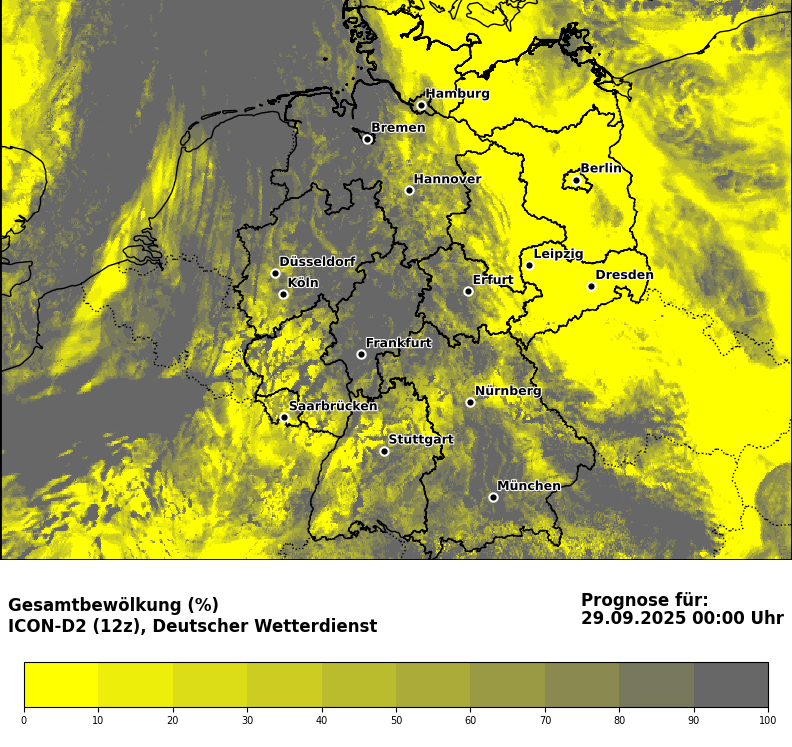 Hamburg
Bremen
Berlin
Hannover
Leipzig
Düsseldorf
Dresden
Köln
Erfurt
Frankfurt
Nürnberg
Saarbrücken
Stuttgart
München
Gesamtbewölkung (%)
ICON-D2 (12z), Deutscher Wetterdienst
Prognose für:
29.09.2025 00:00 Uhr
0 10 20 30 40 50 60 70 80 90 100